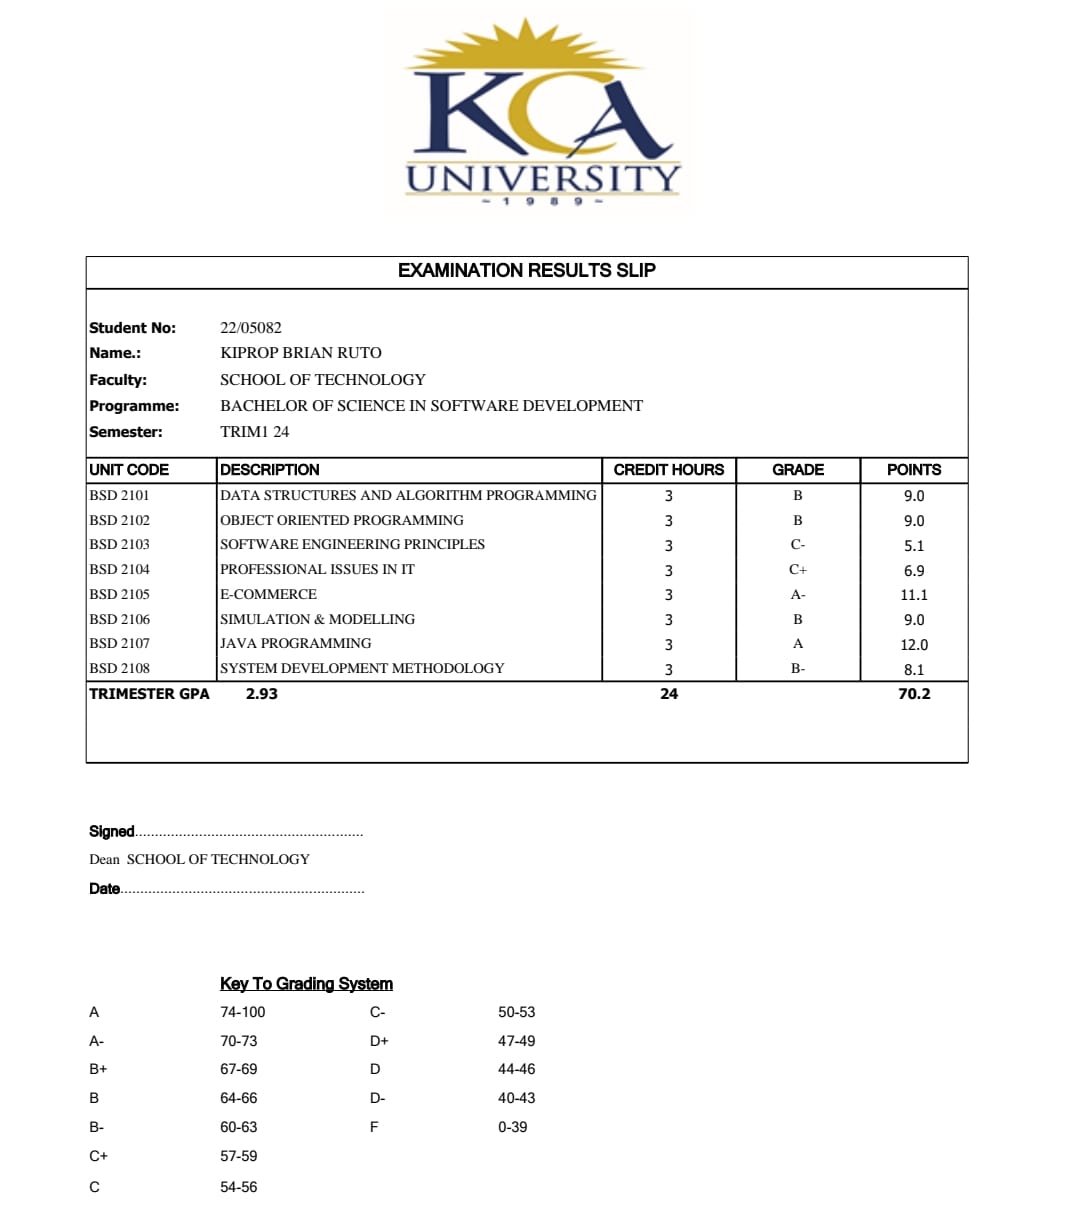 KCA
UNIVERSITY
~ 1 9 8 9 ~
EXAMINATION RESULTS SLIP
Student No: 22/05082
Name.: KIPROP BRIAN RUTO
Faculty: SCHOOL OF TECHNOLOGY
Programme: BACHELOR OF SCIENCE IN SOFTWARE DEVELOPMENT
Semester: TRIM1 24
UNIT CODE DESCRIPTION CREDIT HOURS GRADE POINTS
BSD 2101 DATA STRUCTURES AND ALGORITHM PROGRAMMING 3 B 9.0
BSD 2102 OBJECT ORIENTED PROGRAMMING 3 B 9.0
BSD 2103 SOFTWARE ENGINEERING PRINCIPLES 3 C- 5.1
BSD 2104 PROFESSIONAL ISSUES IN IT 3 C+ 6.9
BSD 2105 E-COMMERCE 3 A- 11.1
BSD 2106 SIMULATION & MODELLING 3 B 9.0
BSD 2107 JAVA PROGRAMMING 3 A 12.0
BSD 2108 SYSTEM DEVELOPMENT METHODOLOGY 3 B- 8.1
TRIMESTER GPA 2.93 24 70.2
Signed.........................................................
Dean SCHOOL OF TECHNOLOGY
Date.............................................................
Key To Grading System
A 74-100 C- 50-53
A- 70-73 D+ 47-49
B+ 67-69 D 44-46
B 64-66 D- 40-43
B- 60-63 F 0-39
C+ 57-59
C 54-56